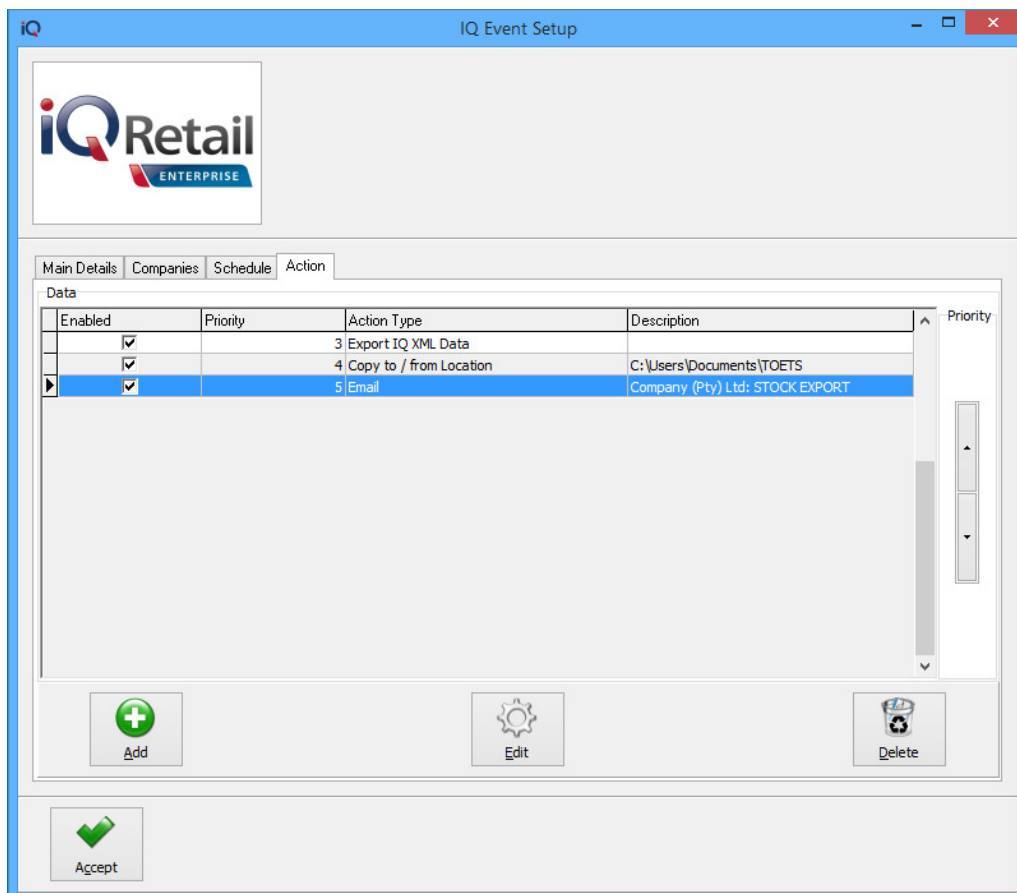 iQ IQ Event Setup
iQ Retail
ENTERPRISE
Main Details Companies Schedule Action
Data
Enabled Priority Action Type Description Priority
3 Export IQ XML Data
4 Copy to / from Location C:\Users\Documents\TOETS
5 Email Company (Pty) Ltd: STOCK EXPORT
Add Edit Delete
Accept